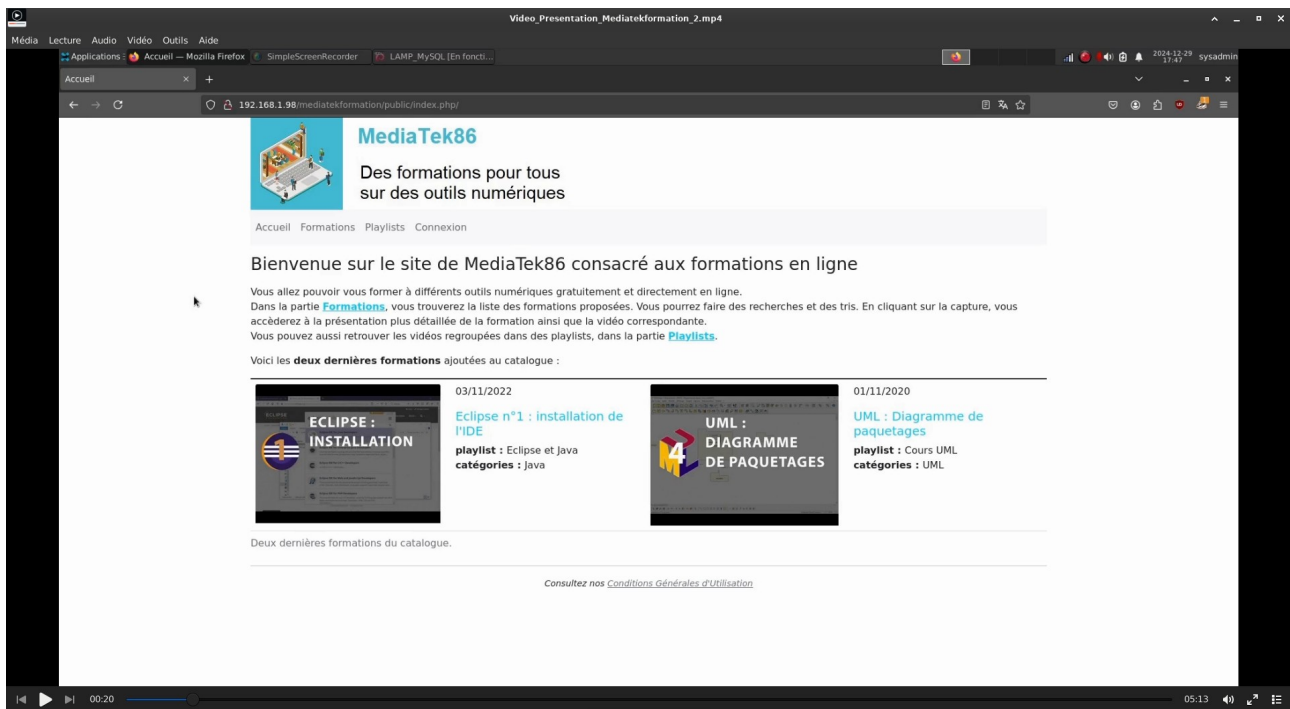 Video_Presentation_Mediatekformation_2.mp4
Média Lecture Audio Vidéo Outils Aide
Applications Accueil — Mozilla Firefox SimpleScreenRecorder LAMP_MySQL [En foncti... 2024-12-29 17:47 sysadmin
Accueil × +
192.168.1.98/mediatekformation/public/index.php/
MediaTek86
Des formations pour tous
sur des outils numériques
Accueil Formations Playlists Connexion
Bienvenue sur le site de MediaTek86 consacré aux formations en ligne
Vous allez pouvoir vous former à différents outils numériques gratuitement et directement en ligne.
Dans la partie Formations, vous trouverez la liste des formations proposées. Vous pourrez faire des recherches et des tris. En cliquant sur la capture, vous
accèderez à la présentation plus détaillée de la formation ainsi que la vidéo correspondante.
Vous pouvez aussi retrouver les vidéos regroupées dans des playlists, dans la partie Playlists.
Voici les deux dernières formations ajoutées au catalogue :
ECLIPSE :
INSTALLATION
1
03/11/2022
Eclipse n°1 : installation de
l'IDE
playlist : Eclipse et Java
catégories : Java
UML :
DIAGRAMME
DE PAQUETAGES
4
01/11/2020
UML : Diagramme de
paquetages
playlist : Cours UML
catégories : UML
Deux dernières formations du catalogue.
Consultez nos Conditions Générales d'Utilisation
00:20 05:13